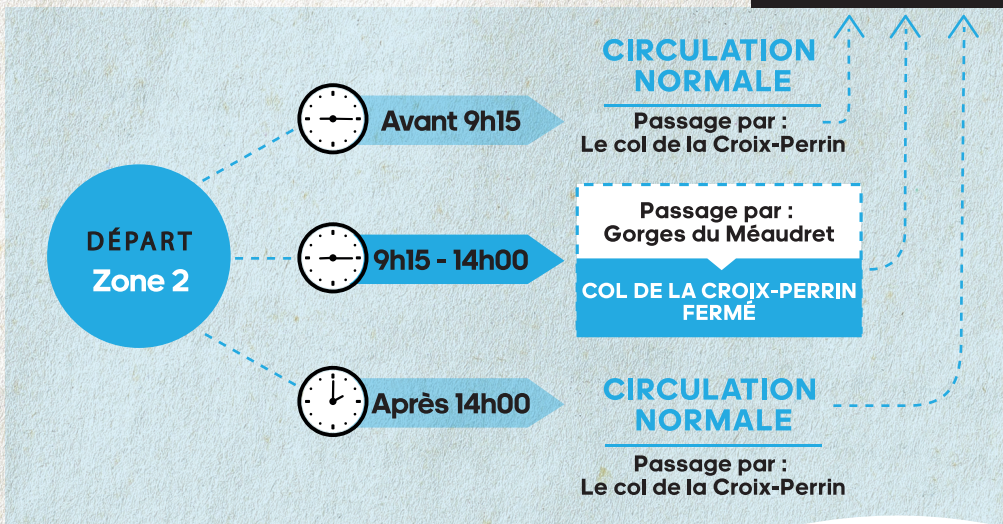 DÉPART
Zone 2
Avant 9h15
CIRCULATION
NORMALE
Passage par :
Le col de la Croix-Perrin
9h15 - 14h00
Passage par :
Gorges du Méaudret
COL DE LA CROIX-PERRIN
FERMÉ
Après 14h00
CIRCULATION
NORMALE
Passage par :
Le col de la Croix-Perrin